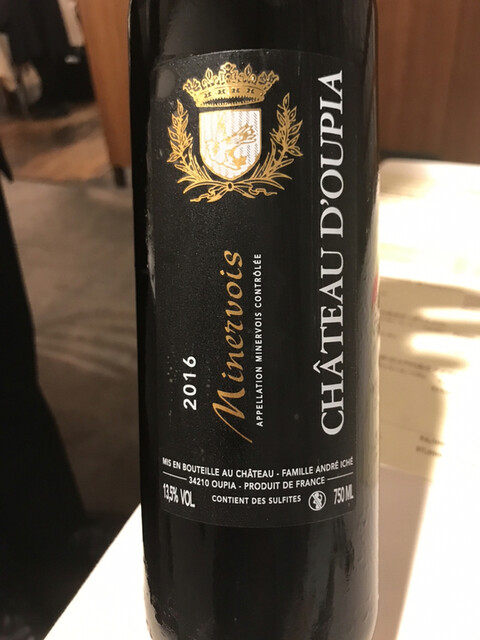 CHÂTEAU D'OUPIA
2016
Minervois
APPELLATION MINERVOIS CONTRÔLÉE
MIS EN BOUTEILLE AU CHÂTEAU - FAMILLE ANDRÉ ICHÉ
34210 OUPIA - PRODUIT DE FRANCE
13,5% VOL.
CONTIENT DES SULFITES
750 ML